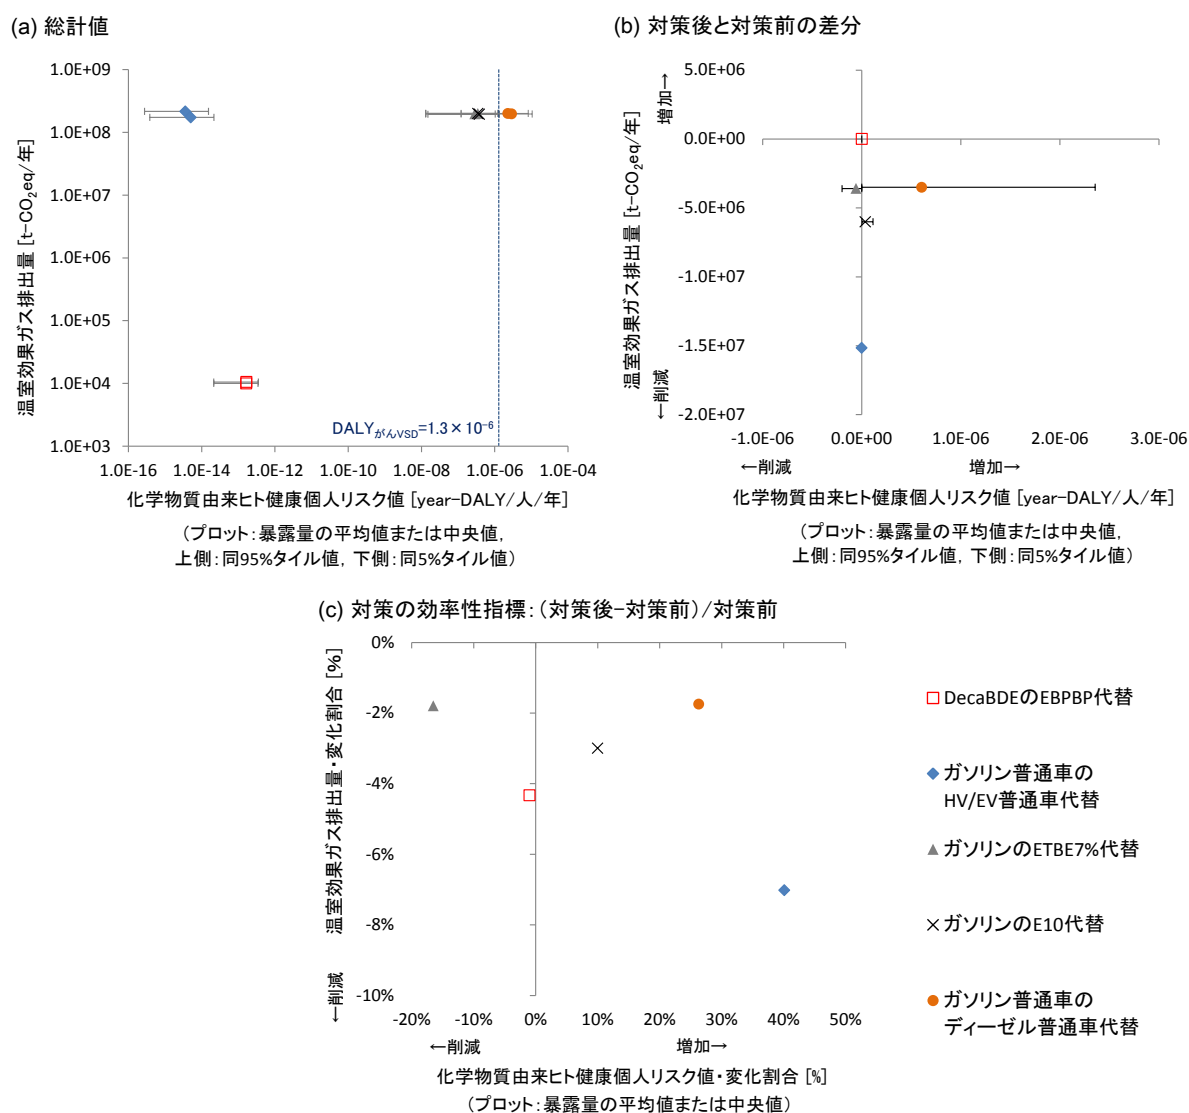 (a) 総計値
1.0E+09
1.0E+08
1.0E+07
1.0E+06
1.0E+05
1.0E+04
1.0E+03
温室効果ガス排出量 [t-CO₂eq/年]
DALYがんVSD=1.3×10⁻⁶
1.0E-16 1.0E-14 1.0E-12 1.0E-10 1.0E-08 1.0E-06 1.0E-04
化学物質由来ヒト健康個人リスク値 [year-DALY/人/年]
(プロット:暴露量の平均値または中央値,
上側:同95%タイル値, 下側:同5%タイル値)
(b) 対策後と対策前の差分
5.0E+06
0.0E+00
-5.0E+06
-1.0E+07
-1.5E+07
-2.0E+07
増加→
←削減
温室効果ガス排出量 [t-CO₂eq/年]
-1.0E-06 0.0E+00 1.0E-06 2.0E-06 3.0E-06
←削減 増加→
化学物質由来ヒト健康個人リスク値 [year-DALY/人/年]
(プロット:暴露量の平均値または中央値,
上側:同95%タイル値, 下側:同5%タイル値)
(c) 対策の効率性指標:(対策後-対策前)/対策前
0%
-2%
-4%
-6%
-8%
-10%
温室効果ガス排出量・変化割合 [%]
←削減
-20% -10% 0% 10% 20% 30% 40% 50%
←削減 増加→
化学物質由来ヒト健康個人リスク値・変化割合 [%]
(プロット:暴露量の平均値または中央値)
DecaBDEのEBPBP代替
ガソリン普通車の
HV/EV普通車代替
ガソリンのETBE7%代替
ガソリンのE10代替
ガソリン普通車の
ディーゼル普通車代替